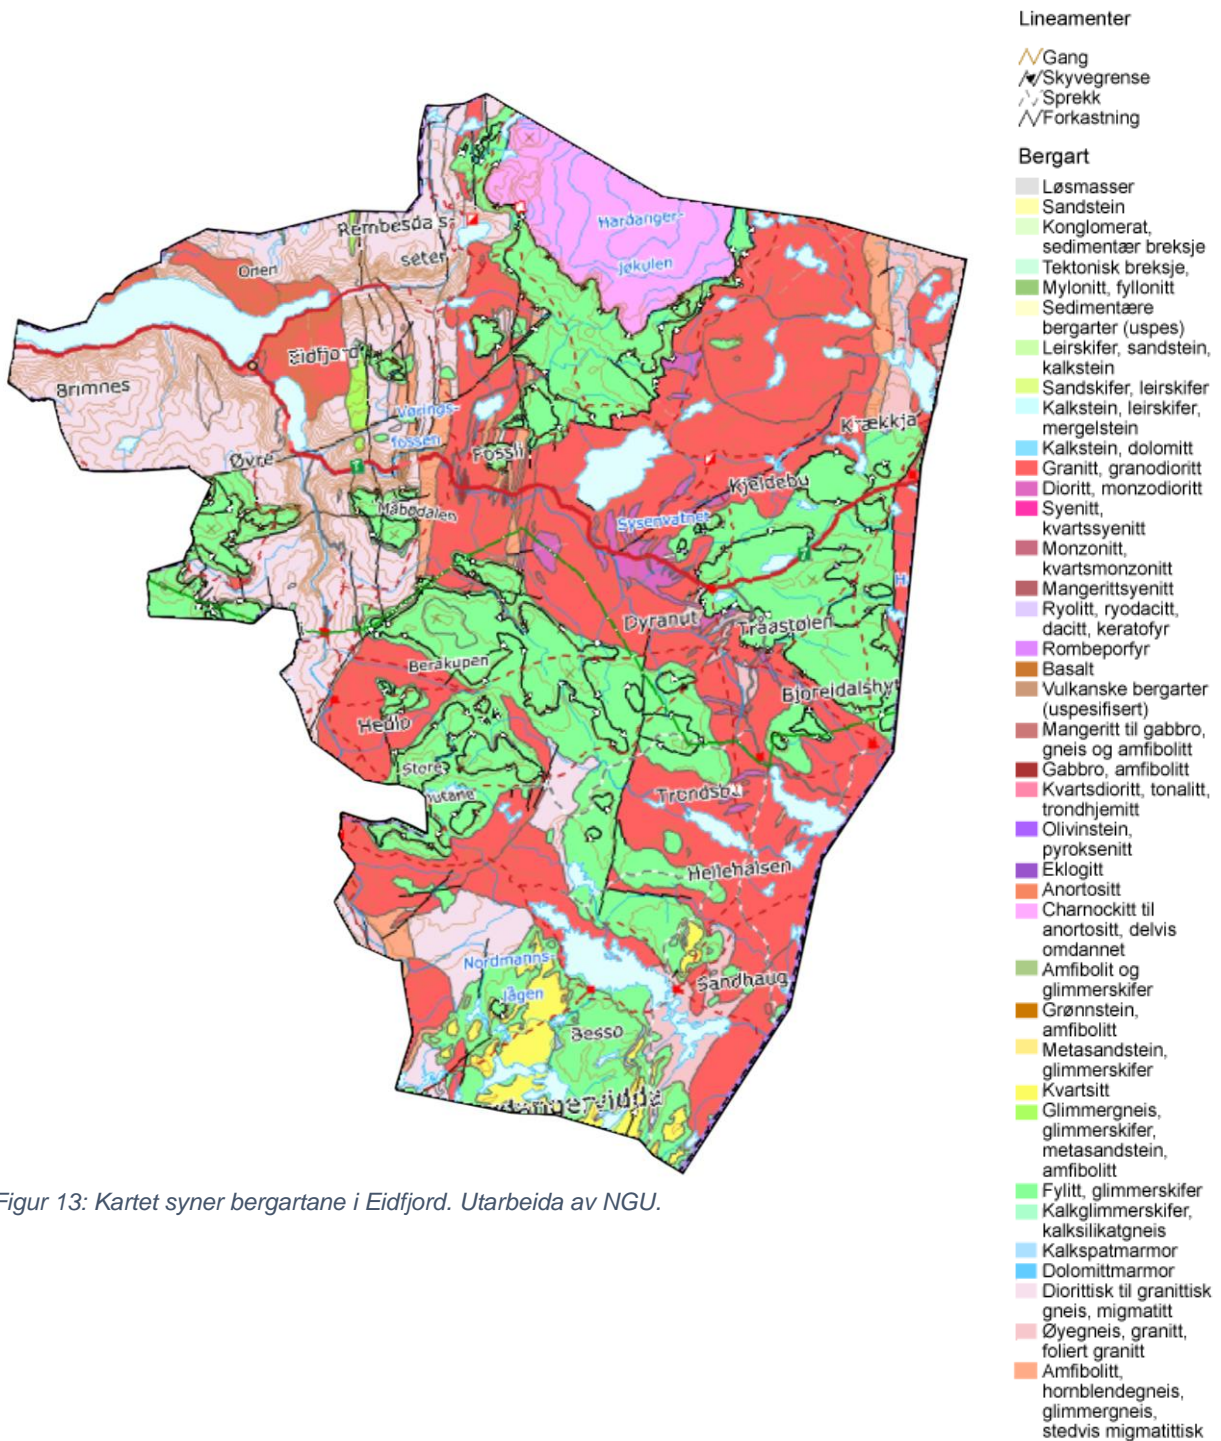 Lineamenter
Gang
Skyvegrense
Sprekk
Forkastning
Bergart
Løsmasser
Sandstein
Konglomerat,
sedimentær breksje
Tektonisk breksje,
Mylonitt, fyllonitt
Sedimentære
bergarter (uspes)
Leirskifer, sandstein,
kalkstein
Sandskifer, leirskifer
Kalkstein, leirskifer,
mergelstein
Kalkstein, dolomitt
Granitt, granodioritt
Dioritt, monzodioritt
Syenitt,
kvartssyenitt
Monzonitt,
kvartsmonzonitt
Mangerittsyenitt
Ryolitt, ryodacitt,
dacitt, keratofyr
Rombeporfyr
Basalt
Vulkanske bergarter
(uspesifisert)
Mangeritt til gabbro,
gneis og amfibolitt
Gabbro, amfibolitt
Kvartsdioritt, tonalitt,
trondhjemitt
Olivinstein,
pyroksenitt
Eklogitt
Anortositt
Charnockitt til
anortositt, delvis
omdannet
Amfibolit og
glimmerskifer
Grønnstein,
amfibolitt
Metasandstein,
glimmerskifer
Kvartsitt
Glimmergneis,
glimmerskifer,
metasandstein,
amfibolitt
Fylitt, glimmerskifer
Kalkglimmerskifer,
kalksilikatgneis
Kalkspatmarmor
Dolomittmarmor
Diorittisk til granittisk
gneis, migmatitt
Øyegneis, granitt,
foliert granitt
Amfibolitt,
hornblendegneis,
glimmergneis,
stedvis migmatittisk
Hardanger-
jøkulen
Rembesda s-
seter
Onen
Eidfjord
Brimnes
Vørings-
fossen
Krækkja
Øvre
Fossli
Kjeldebu
Måbødalen
Sysenvatnet
Dyranut
Tråastølen
Berakupen
Bjoreidalshyt
Hedlo
Store
Trondsbu
Hellehalsen
Nordmanns-
lågen
Sandhaug
Besso
Figur 13: Kartet syner bergartane i Eidfjord. Utarbeida av NGU.